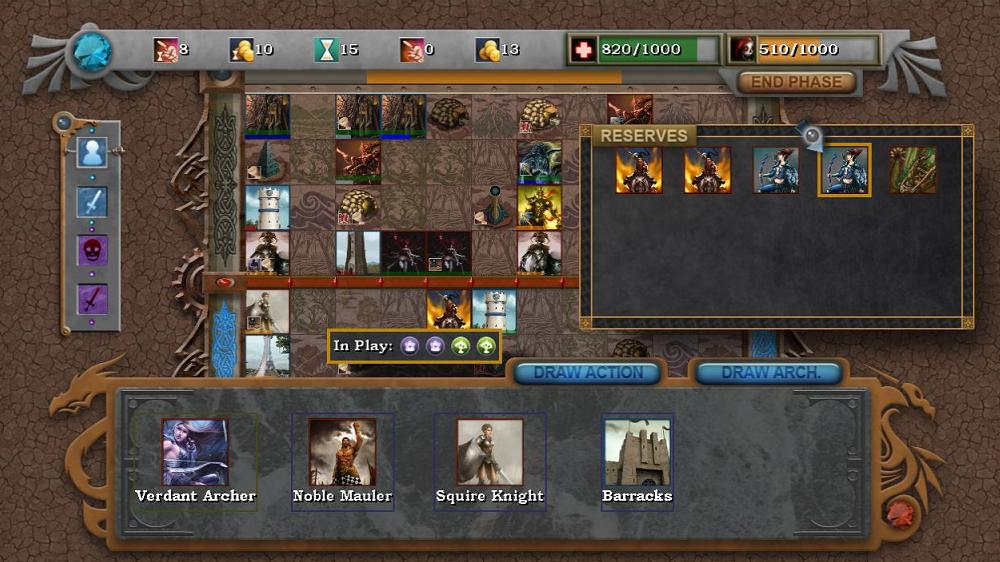 8 10 15 0 13 820/1000 510/1000
END PHASE
RESERVES
In Play:
DRAW ACTION DRAW ARCH.
Verdant Archer Noble Mauler Squire Knight Barracks